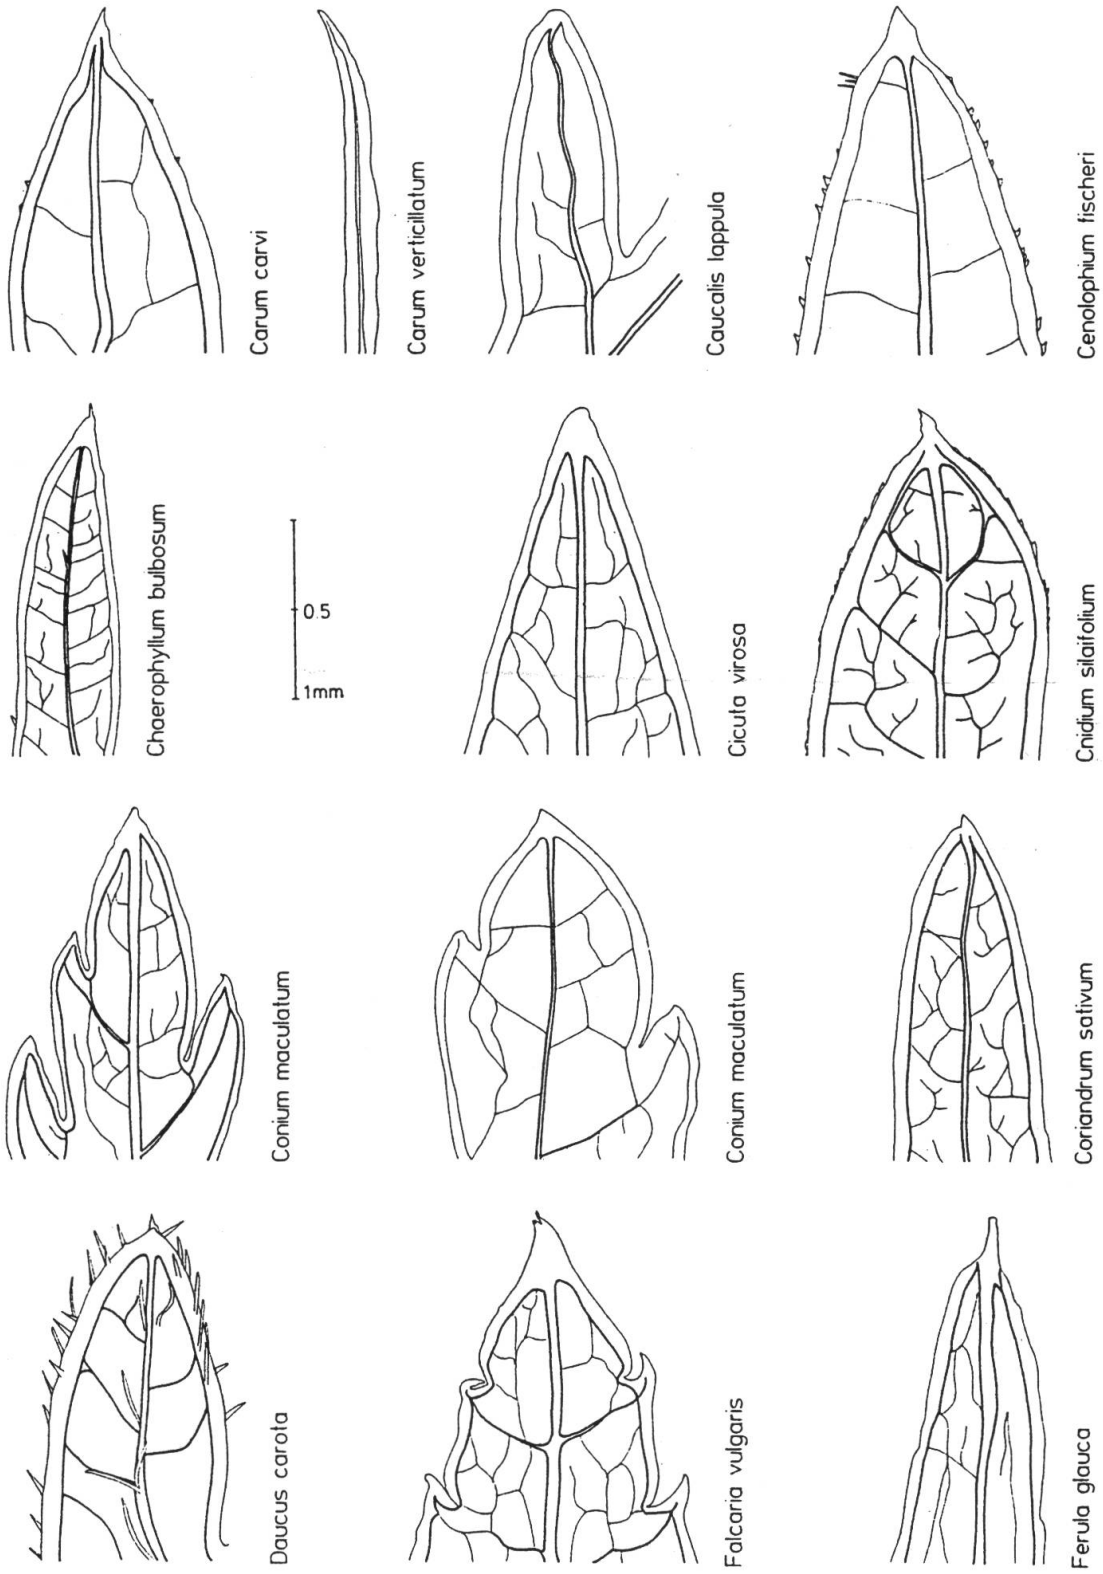 Carum carvi
Carum verticillatum
Caucalis lappula
Cenolophium fischeri
Chaerophyllum bulbosum
0.5
1mm
Cicuta virosa
Cnidium silaifolium
Conium maculatum
Conium maculatum
Coriandrum sativum
Daucus carota
Falcaria vulgaris
Ferula glauca